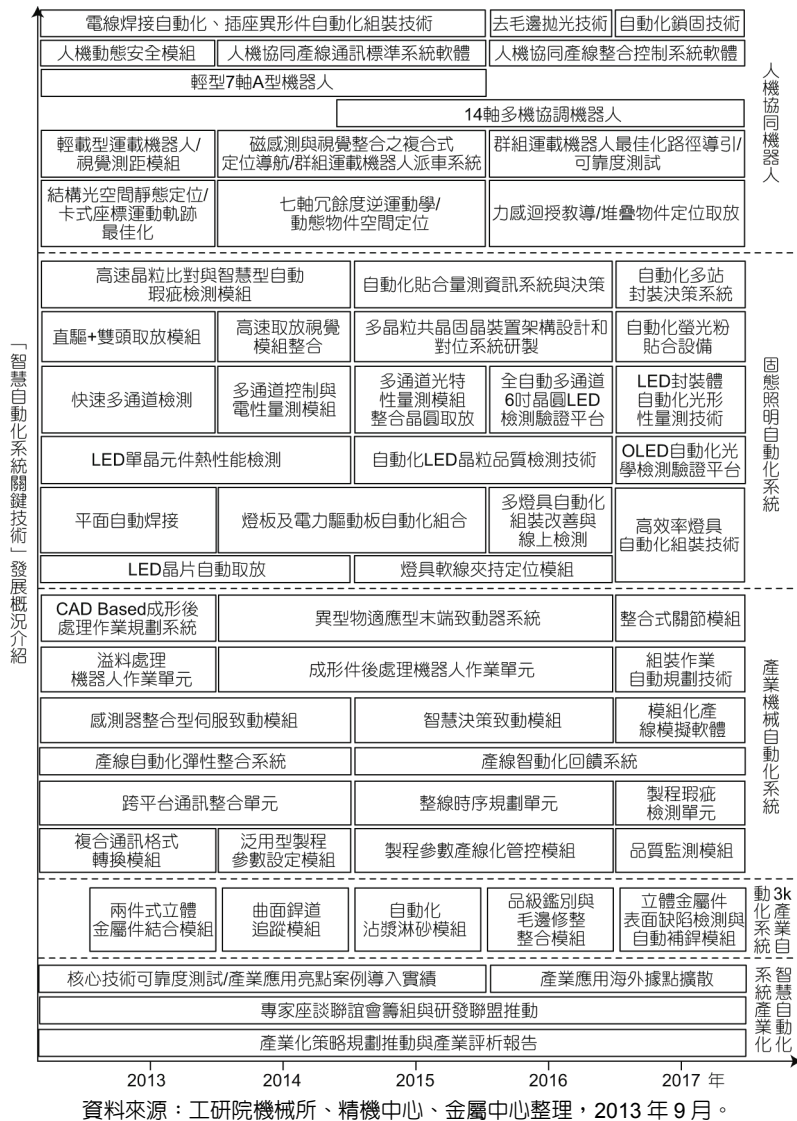 電線焊接自動化、插座異形件自動化組裝技術
去毛邊拋光技術
自動化鎖固技術
人機動態安全模組
人機協同產線通訊標準系統軟體
人機協同產線整合控制系統軟體
輕型7軸A型機器人
14軸多機協調機器人
輕載型運載機器人/
視覺測距模組
磁感測與視覺整合之複合式
定位導航/群組運載機器人派車系統
群組運載機器人最佳化路徑導引/
可靠度測試
結構光空間靜態定位/
卡式座標運動軌跡
最佳化
七軸冗餘度逆運動學/
動態物件空間定位
力感迴授教導/堆疊物件定位取放
人機協同機器人
高速晶粒比對與智慧型自動
瑕疵檢測模組
自動化貼合量測資訊系統與決策
自動化多站
封裝決策系統
直驅+雙頭取放模組
高速取放視覺
模組整合
多晶粒共晶固晶裝置架構設計和
對位系統研製
自動化螢光粉
貼合設備
快速多通道檢測
多通道控制與
電性量測模組
多通道光特
性量測模組
整合晶圓取放
全自動多通道
6吋晶圓LED
檢測驗證平台
LED封裝體
自動化光形
性量測技術
LED單晶元件熱性能檢測
自動化LED晶粒品質檢測技術
OLED自動化光
學檢測驗證平台
平面自動焊接
燈板及電力驅動板自動化組合
多燈具自動化
組裝改善與
線上檢測
高效率燈具
自動化組裝技術
LED晶片自動取放
燈具軟線夾持定位模組
固態照明自動化系統
「智慧自動化系統關鍵技術」發展概況介紹
CAD Based成形後
處理作業規劃系統
異型物適應型末端致動器系統
整合式關節模組
溢料處理
機器人作業單元
成形件後處理機器人作業單元
組裝作業
自動規劃技術
感測器整合型伺服致動模組
智慧決策致動模組
模組化產
線模擬軟體
產線自動化彈性整合系統
產線智動化回饋系統
跨平台通訊整合單元
整線時序規劃單元
製程瑕疵
檢測單元
複合通訊格式
轉換模組
泛用型製程
參數設定模組
製程參數產線化管控模組
品質監測模組
產業機械自動化系統
兩件式立體
金屬件結合模組
曲面銲道
追蹤模組
自動化
沾漿淋砂模組
品級鑑別與
毛邊修整
整合模組
立體金屬件
表面缺陷檢測與
自動補銲模組
3k產業自
動化系統
核心技術可靠度測試/產業應用亮點案例導入實績
產業應用海外據點擴散
專家座談聯誼會籌組與研發聯盟推動
產業化策略規劃推動與產業評析報告
智慧自動化
系統產業化
2013
2014
2015
2016
2017 年
資料來源：工研院機械所、精機中心、金屬中心整理，2013 年 9 月。